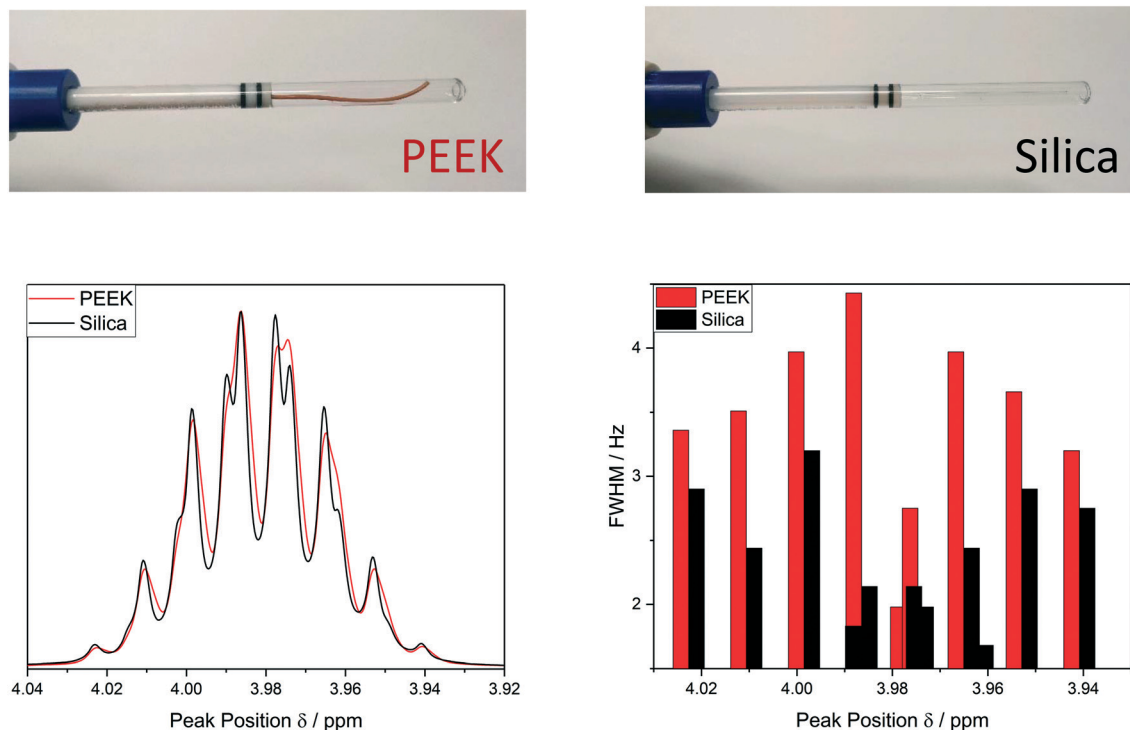 PEEK
Silica
PEEK
Silica
4.04 4.02 4.00 3.98 3.96 3.94 3.92
Peak Position δ / ppm
PEEK
Silica
4
3
2
FWHM / Hz
4.02 4.00 3.98 3.96 3.94
Peak Position δ / ppm